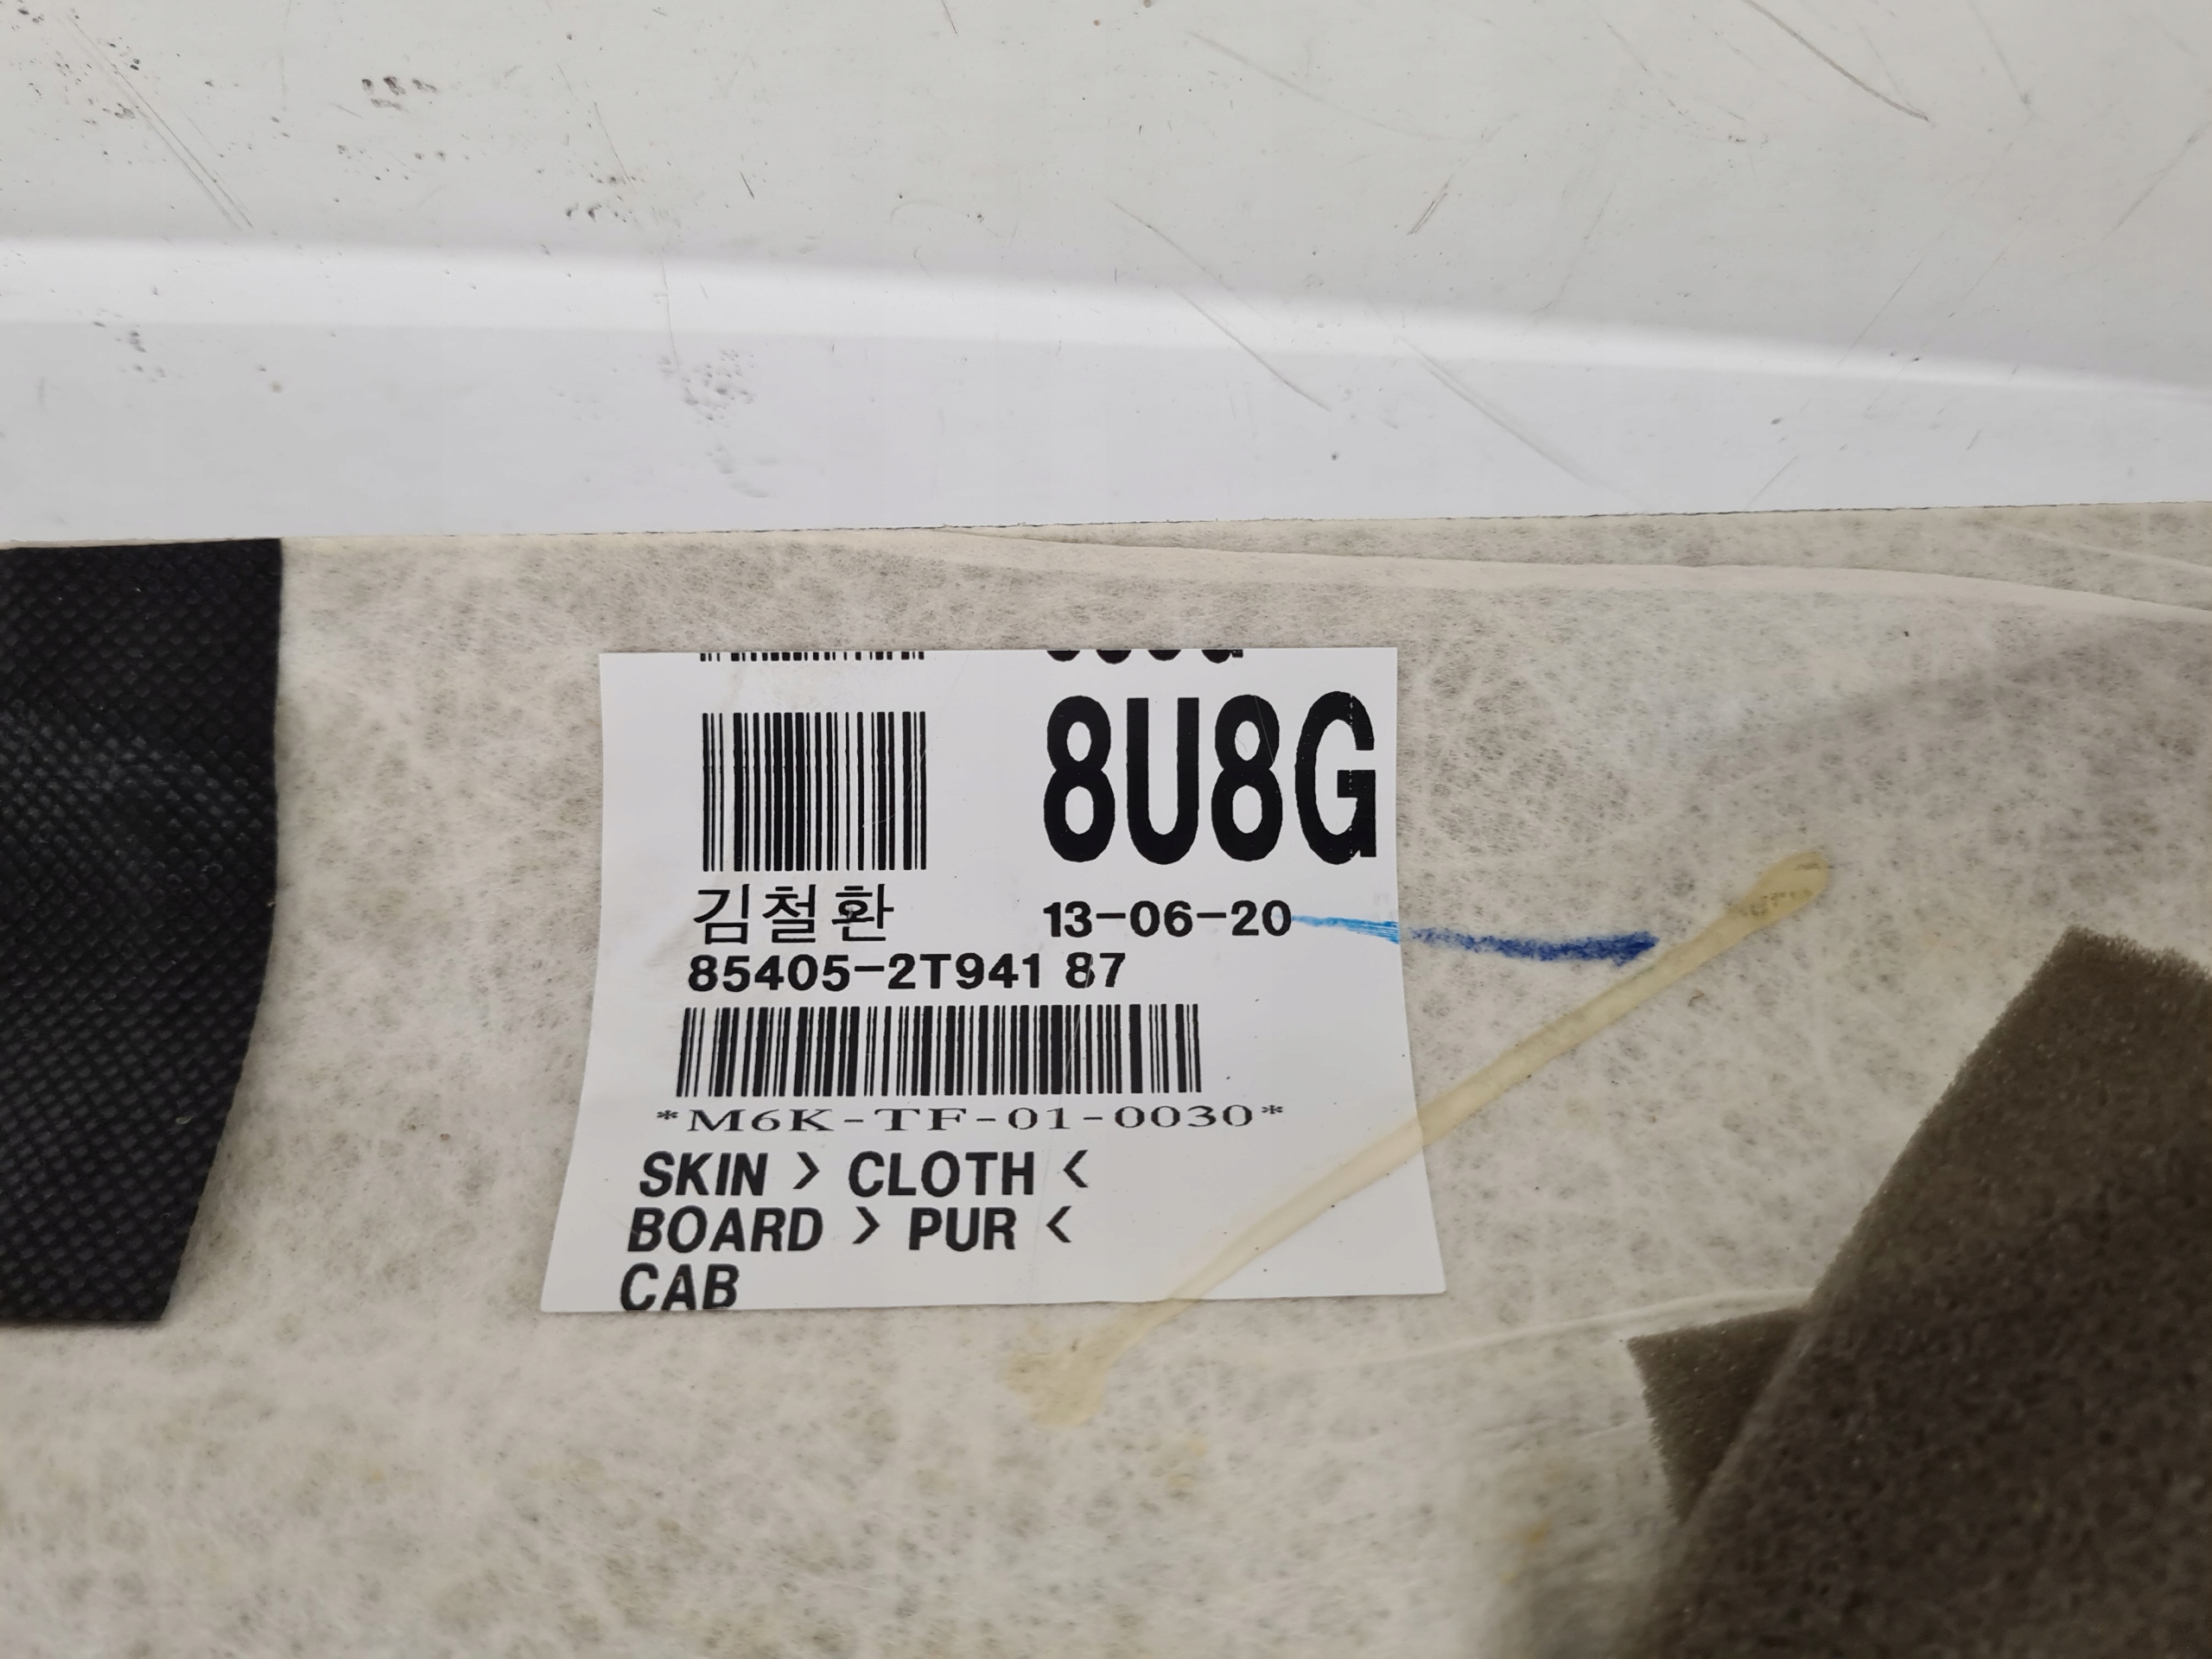 8U8G
김철환 13-06-20
85405-2T941 87
*M6K-TF-01-0030*
SKIN > CLOTH <
BOARD > PUR <
CAB